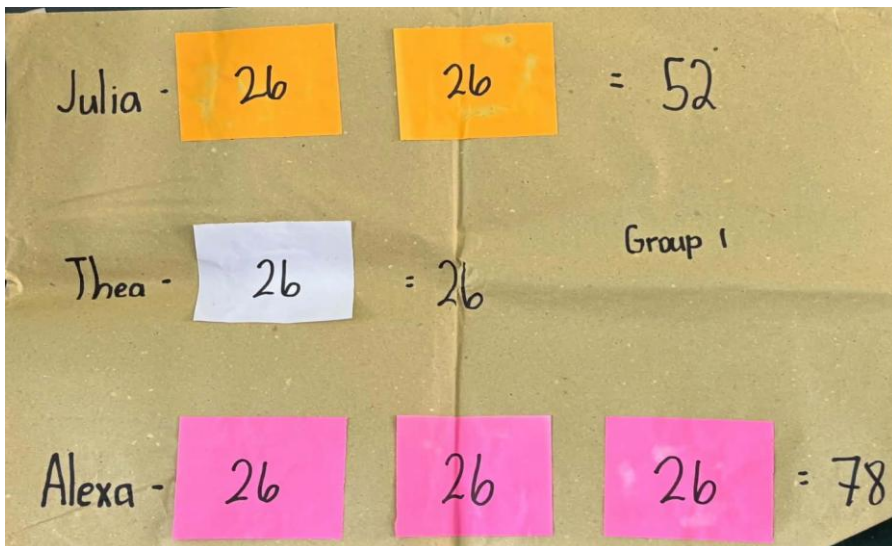 Julia - 26 26 = 52
Thea - 26 = 26
Group 1
Alexa - 26 26 26 = 78